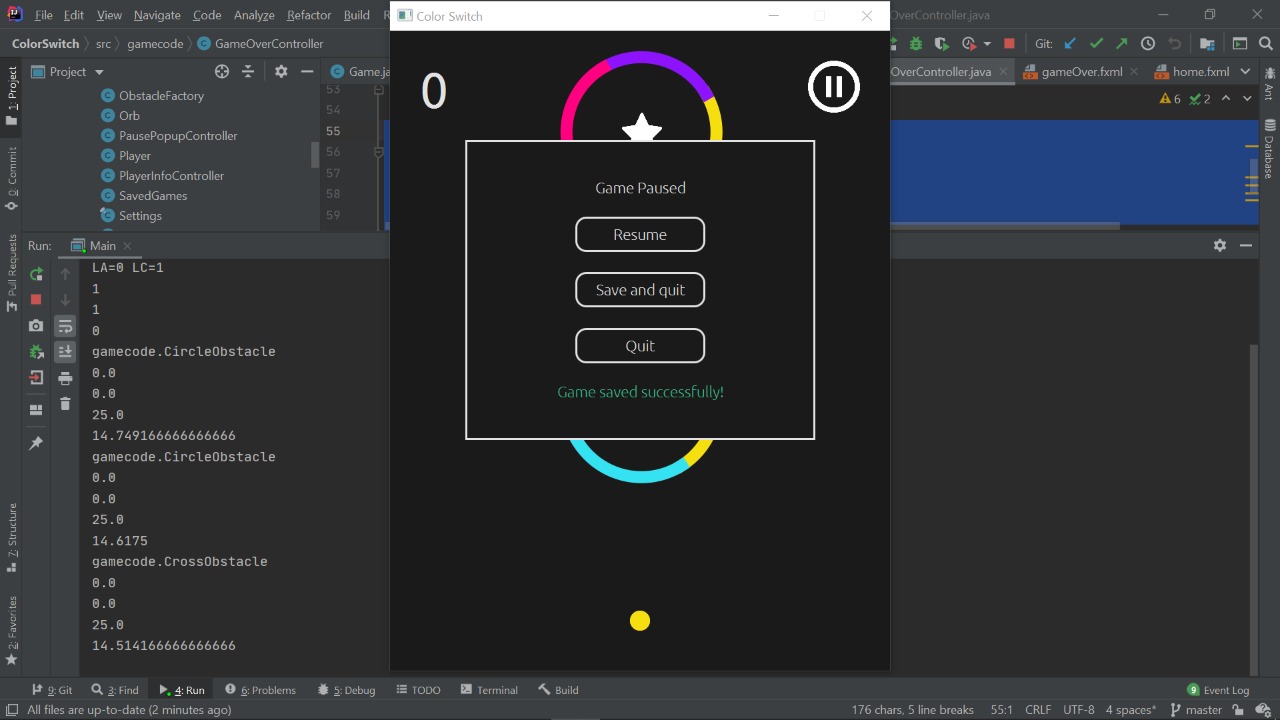 File Edit View Navigate Code Analyze Refactor Build
Color Switch
OverController.java
ColorSwitch src gamecode GameOverController
Git:
Project
Game.ja
OverController.java gameOver.fxml home.fxml
ObstacleFactory
Orb
PausePopupController
Player
PlayerInfoController
SavedGames
Settings
53
54
55
56
57
58
59
6 2
1: Project
0: Commit
Pull Requests
7: Structure
2: Favorites
Ant
Database
Run: Main
LA=0 LC=1
1
1
0
gamecode.CircleObstacle
0.0
0.0
25.0
14.749166666666666
gamecode.CircleObstacle
0.0
0.0
25.0
14.6175
gamecode.CrossObstacle
0.0
0.0
25.0
14.514166666666666
0
Game Paused
Resume
Save and quit
Quit
Game saved successfully!
9: Git 3: Find 4: Run 6: Problems 5: Debug TODO Terminal Build
9 Event Log
All files are up-to-date (2 minutes ago)
176 chars, 5 line breaks 55:1 CRLF UTF-8 4 spaces* master